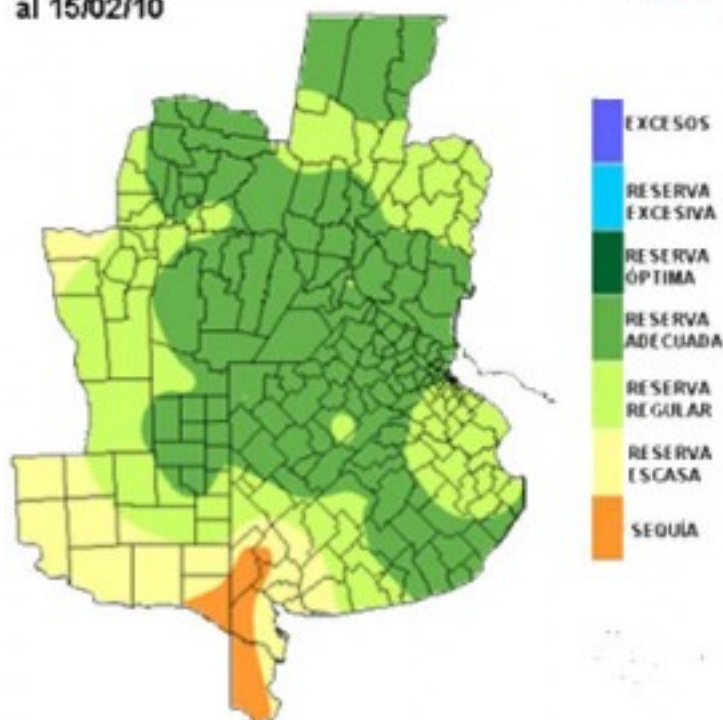 al 15/02/10
EXCESOS
RESERVA
EXCESIVA
RESERVA
ÓPTIMA
RESERVA
ADECUADA
RESERVA
REGULAR
RESERVA
ESCASA
SEQUÍA